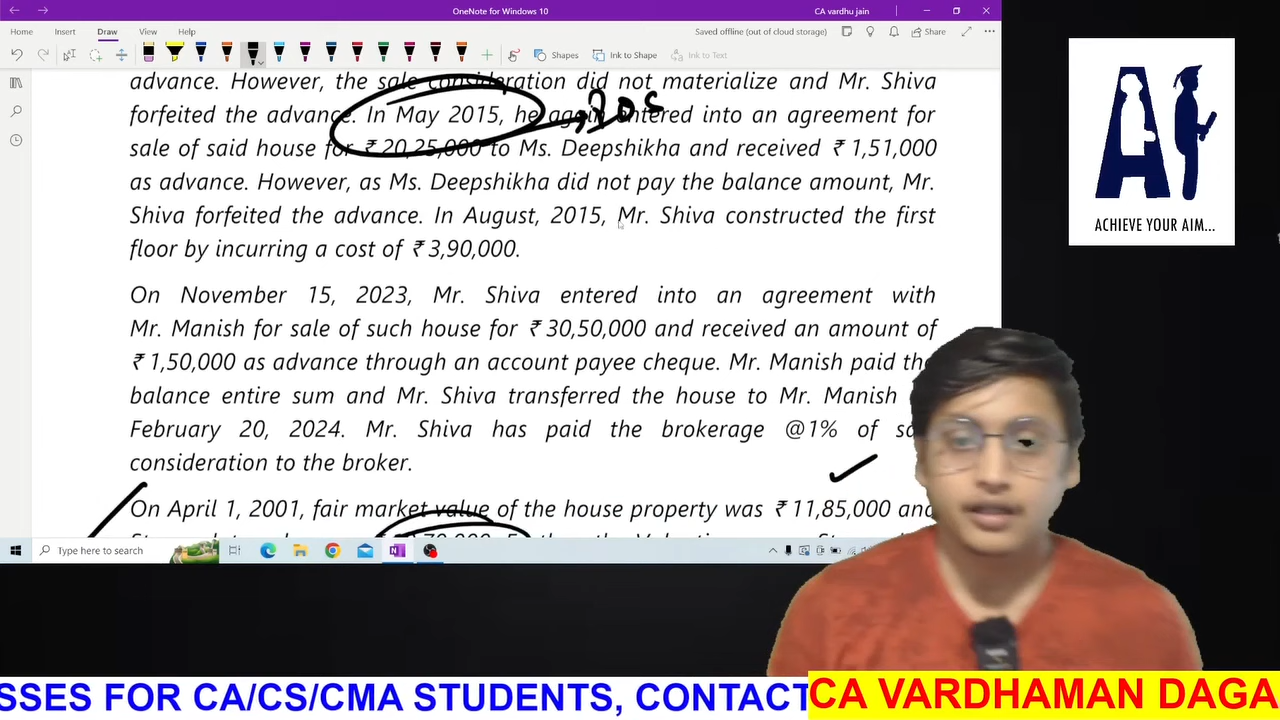 OneNote for Windows 10
CA vardhu jain
Home Insert Draw View Help
Saved offline (out of cloud storage)
Share
Shapes
Ink to Shape
Ink to Text
advance. However, the sale consideration did not materialize and Mr. Shiva
forfeited the advance. In May 2015, he again entered into an agreement for
sale of said house for ₹ 20,25,000 to Ms. Deepshikha and received ₹ 1,51,000
as advance. However, as Ms. Deepshikha did not pay the balance amount, Mr.
Shiva forfeited the advance. In August, 2015, Mr. Shiva constructed the first
floor by incurring a cost of ₹ 3,90,000.
On November 15, 2023, Mr. Shiva entered into an agreement with
Mr. Manish for sale of such house for ₹ 30,50,000 and received an amount of
₹ 1,50,000 as advance through an account payee cheque. Mr. Manish paid the
balance entire sum and Mr. Shiva transferred the house to Mr. Manish
February 20, 2024. Mr. Shiva has paid the brokerage @1% of
consideration to the broker.
On April 1, 2001, fair market value of the house property was ₹ 11,85,000 and
Type here to search
ACHIEVE YOUR AIM...
SSES FOR CA/CS/CMA STUDENTS, CONTACT
CA VARDHAMAN DAGA